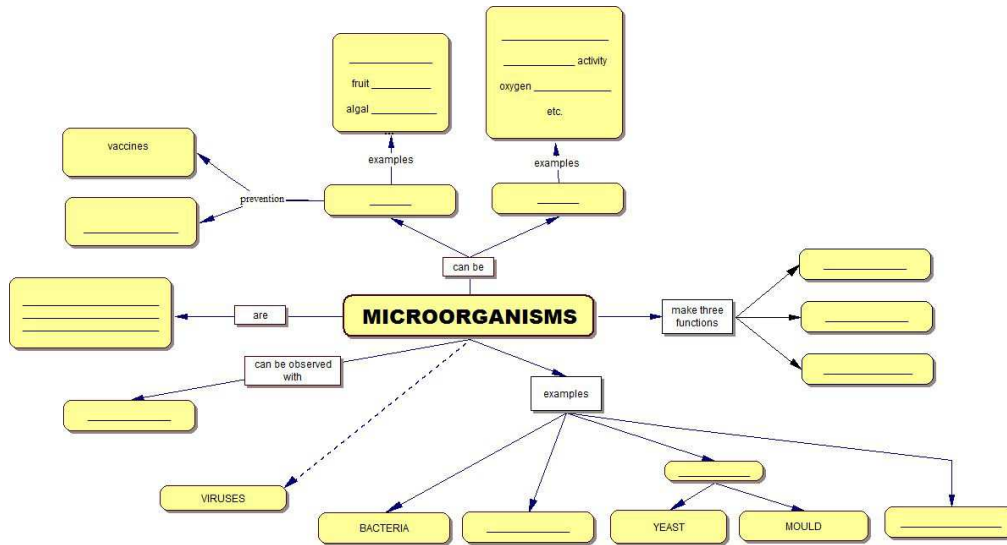 activity
fruit
oxygen
algal
etc.
...
vaccines
examples
examples
prevention
can be
are
MICROORGANISMS
make three
functions
can be observed
with
examples
VIRUSES
BACTERIA
YEAST
MOULD